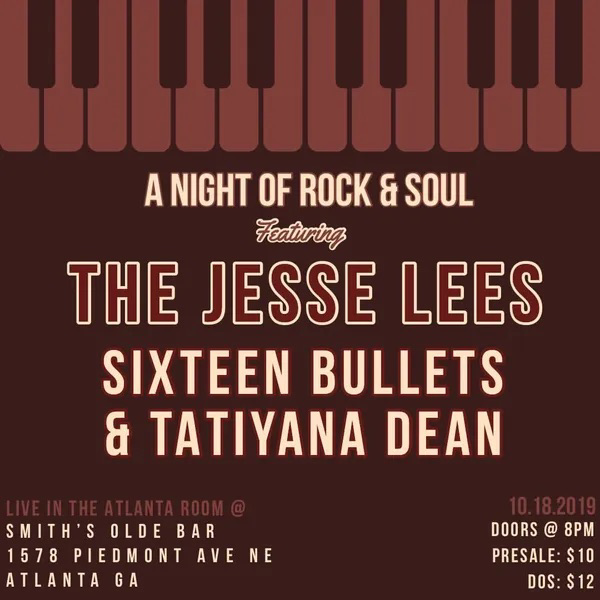 A NIGHT OF ROCK & SOUL
Featuring
THE JESSE LEES
SIXTEEN BULLETS
& TATIYANA DEAN
LIVE IN THE ATLANTA ROOM @
SMITH'S OLDE BAR
1578 PIEDMONT AVE NE
ATLANTA GA
10.18.2019
DOORS @ 8PM
PRESALE: $10
DOS: $12